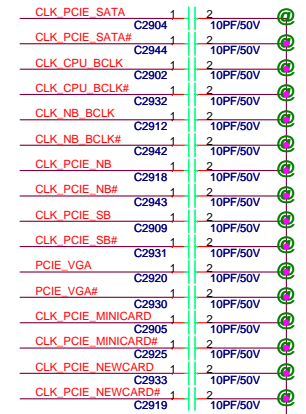 CLK_PCIE_SATA 1 2 @
C2904 10PF/50V
CLK_PCIE_SATA# 1 2 @
C2944 10PF/50V
CLK_CPU_BCLK 1 2 @
C2902 10PF/50V
CLK_CPU_BCLK# 1 2 @
C2932 10PF/50V
CLK_NB_BCLK 1 2 @
C2912 10PF/50V
CLK_NB_BCLK# 1 2 @
C2942 10PF/50V
CLK_PCIE_NB 1 2 @
C2918 10PF/50V
CLK_PCIE_NB# 1 2 @
C2943 10PF/50V
CLK_PCIE_SB 1 2 @
C2909 10PF/50V
CLK_PCIE_SB# 1 2 @
C2931 10PF/50V
PCIE_VGA 1 2 @
C2920 10PF/50V
PCIE_VGA# 1 2 @
C2930 10PF/50V
CLK_PCIE_MINICARD 1 2 @
C2905 10PF/50V
CLK_PCIE_MINICARD# 1 2 @
C2925 10PF/50V
CLK_PCIE_NEWCARD 1 2 @
C2933 10PF/50V
CLK_PCIE_NEWCARD# 1 2 @
C2919 10PF/50V